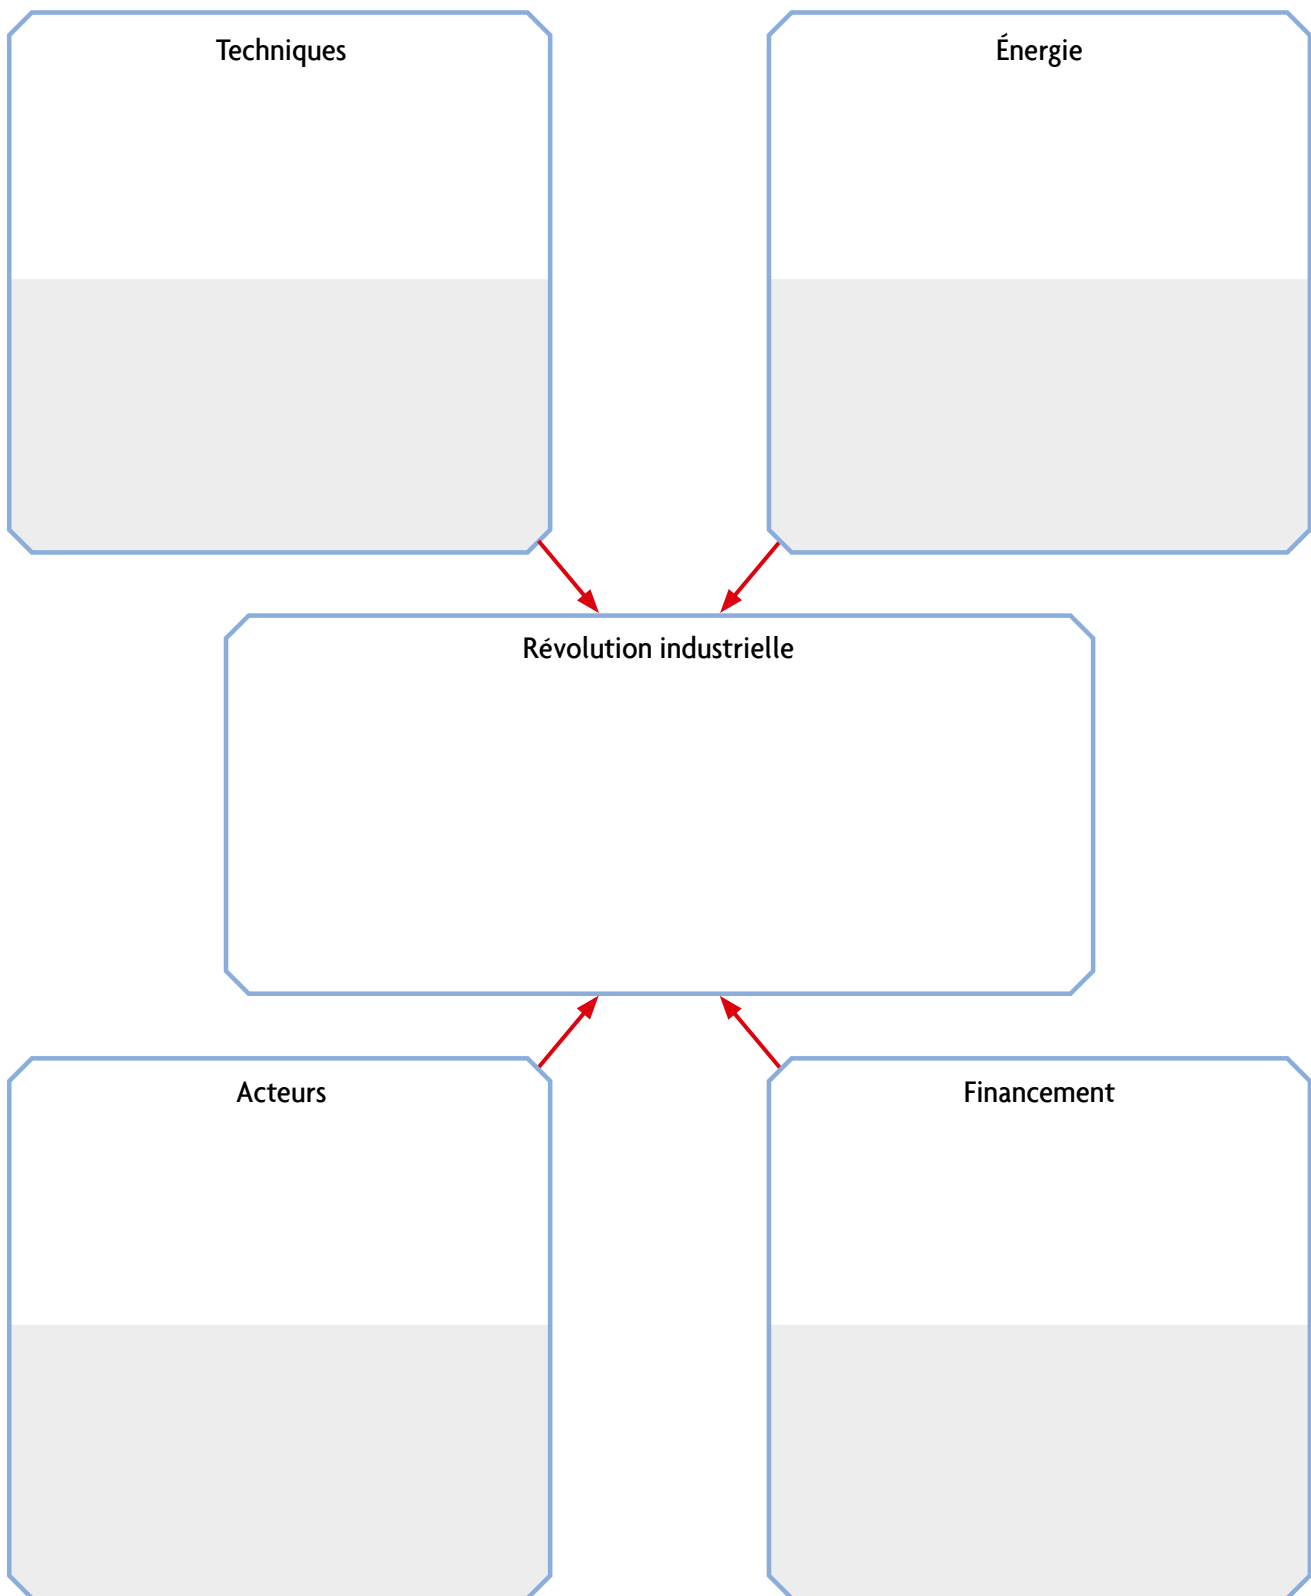 Techniques
Énergie
Révolution industrielle
Acteurs
Financement